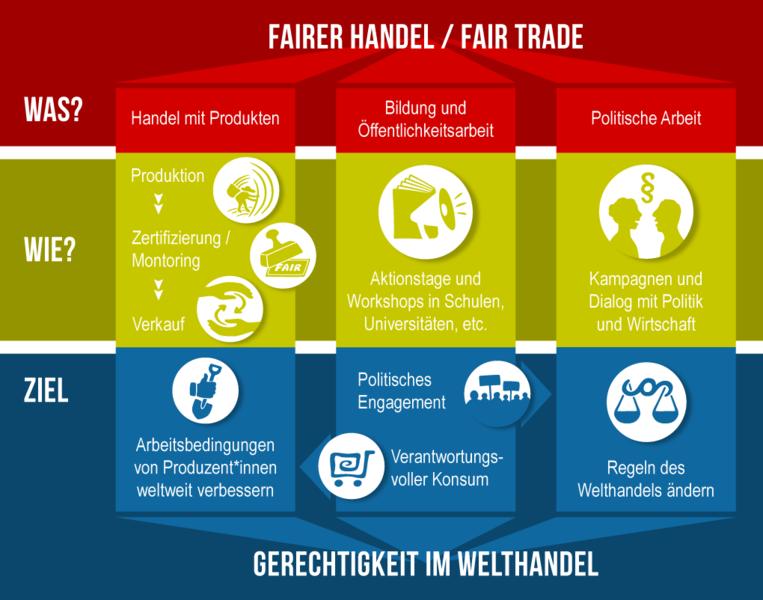 FAIRER HANDEL / FAIR TRADE
WAS?
Handel mit Produkten
Bildung und
Öffentlichkeitsarbeit
Politische Arbeit
WIE?
Produktion
Zertifizierung /
Montoring
FAIR
Verkauf
Aktionstage und
Workshops in Schulen,
Universitäten, etc.
§
Kampagnen und
Dialog mit Politik
und Wirtschaft
ZIEL
Arbeitsbedingungen
von Produzent*innen
weltweit verbessern
Politisches
Engagement
Verantwortungs-
voller Konsum
Regeln des
Welthandels ändern
GERECHTIGKEIT IM WELTHANDEL